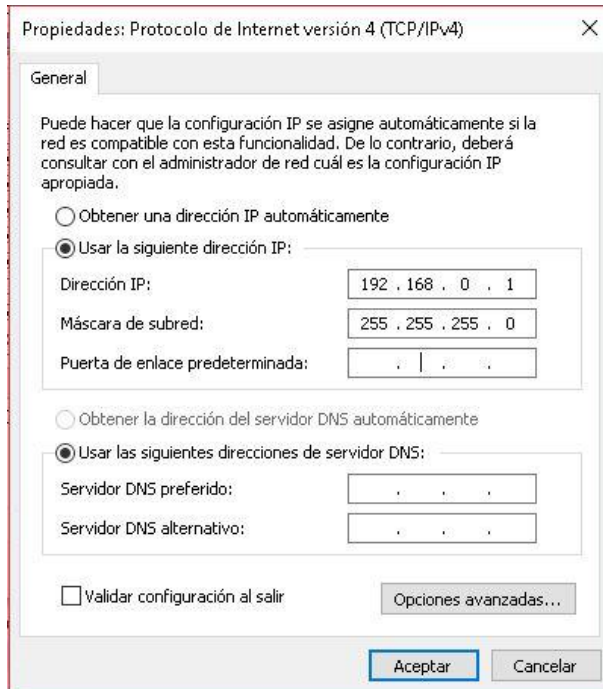 Propiedades: Protocolo de Internet versión 4 (TCP/IPv4)
General
Puede hacer que la configuración IP se asigne automáticamente si la
red es compatible con esta funcionalidad. De lo contrario, deberá
consultar con el administrador de red cuál es la configuración IP
apropiada.
Obtener una dirección IP automáticamente
Usar la siguiente dirección IP:
Dirección IP: 192 . 168 . 0 . 1
Máscara de subred: 255 . 255 . 255 . 0
Puerta de enlace predeterminada: . . .
Obtener la dirección del servidor DNS automáticamente
Usar las siguientes direcciones de servidor DNS:
Servidor DNS preferido: . . .
Servidor DNS alternativo: . . .
Validar configuración al salir Opciones avanzadas...
Aceptar Cancelar